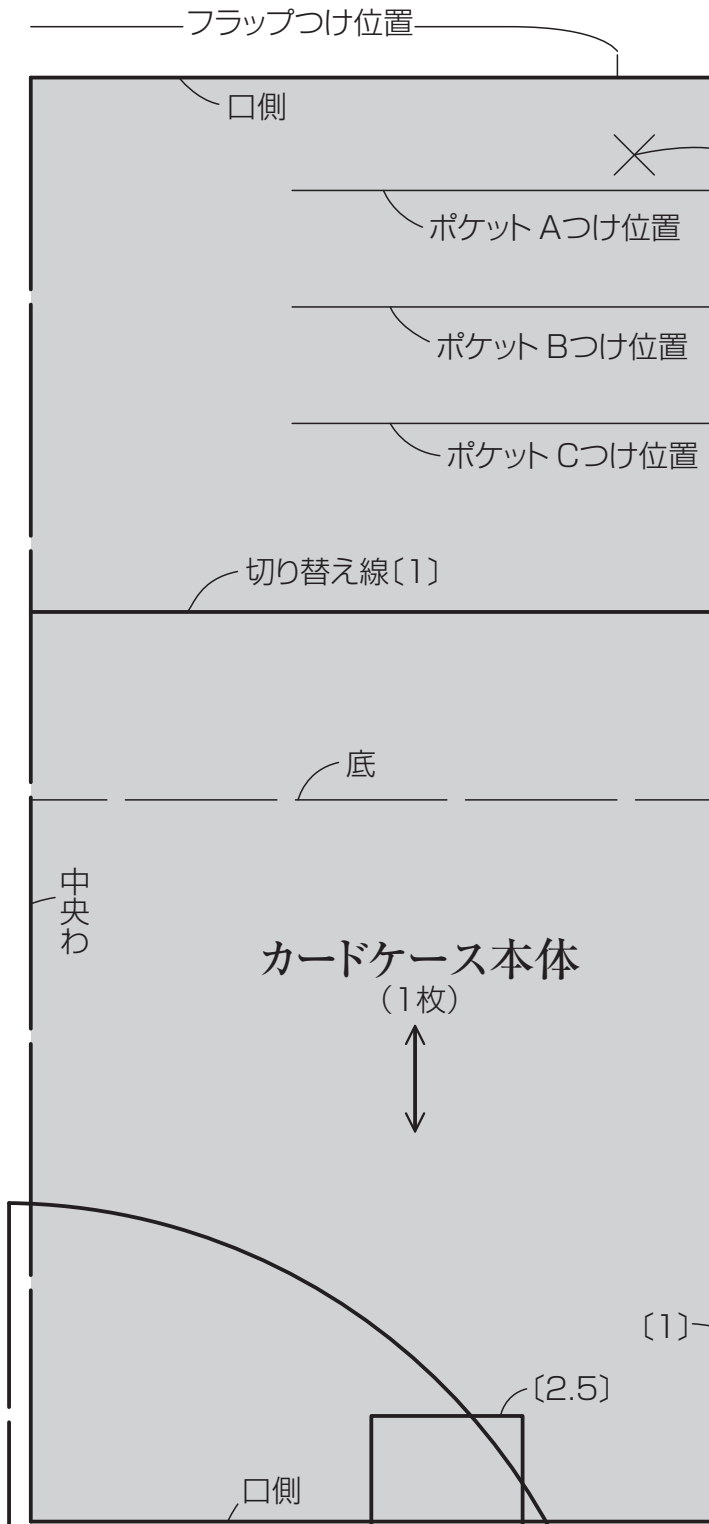 フラップつけ位置
口側
ポケット Aつけ位置
ポケット Bつけ位置
ポケット Cつけ位置
切り替え線〔1〕
底
中央わ
カードケース本体
(1枚)
〔1〕
〔2.5〕
口側